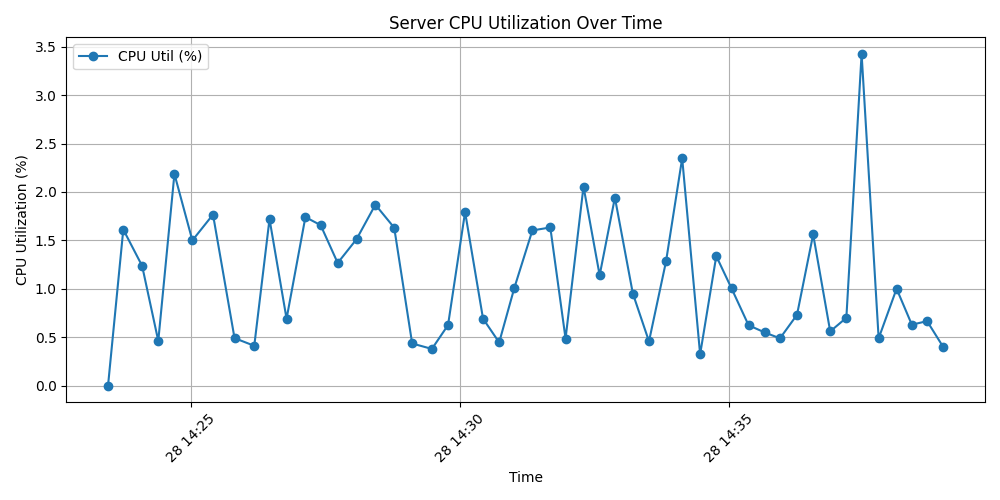 Server CPU Utilization Over Time
CPU Util (%)
CPU Utilization (%)
3.5
3.0
2.5
2.0
1.5
1.0
0.5
0.0
28 14:25
28 14:30
28 14:35
Time